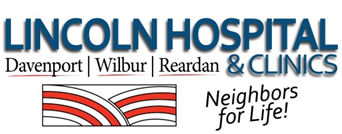 LINCOLN HOSPITAL
Davenport | Wilbur | Reardan & CLINICS
Neighbors
for Life!